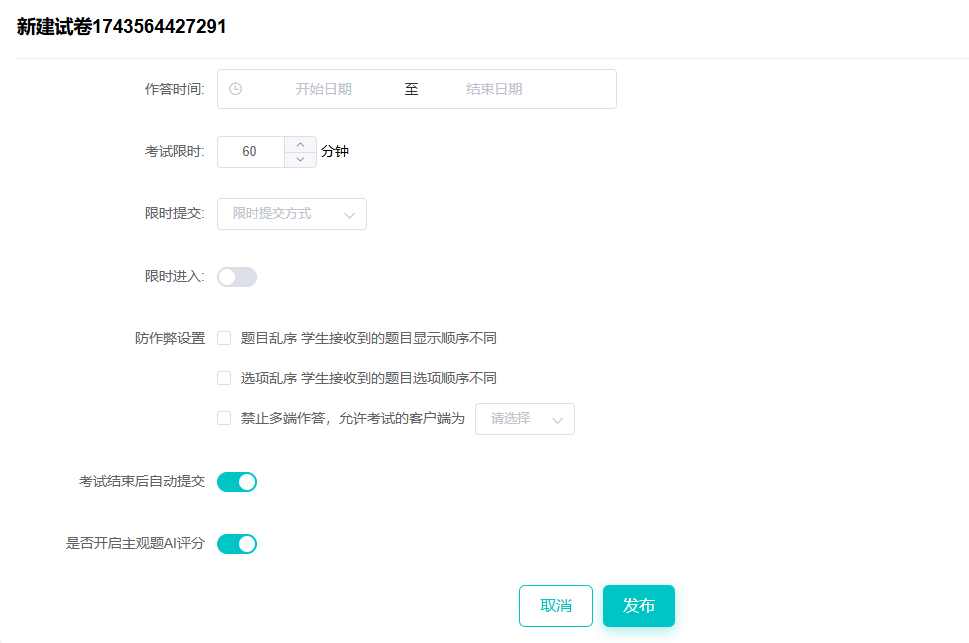 新建试卷1743564427291
作答时间: 开始日期 至 结束日期
考试限时: 60 分钟
限时提交: 限时提交方式
限时进入:
防作弊设置 题目乱序 学生接收到的题目显示顺序不同
选项乱序 学生接收到的题目选项顺序不同
禁止多端作答，允许考试的客户端为 请选择
考试结束后自动提交
是否开启主观题AI评分
取消 发布